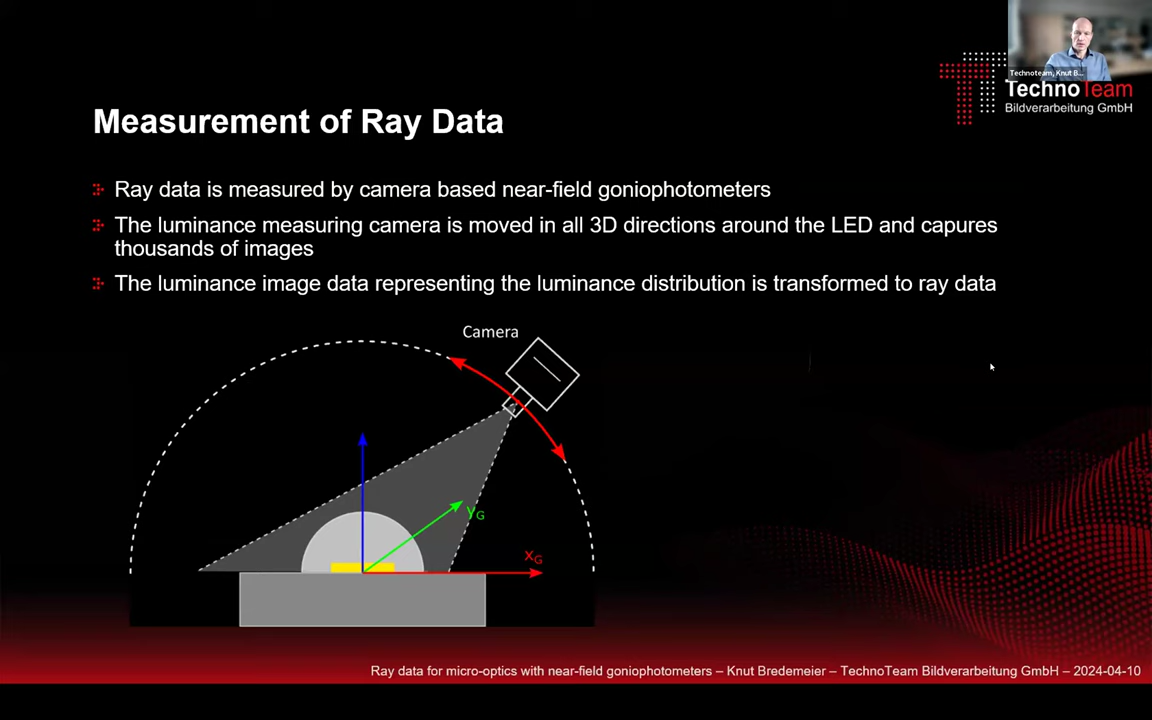 Technoteam, Knut B...
TechnoTeam
Bildverarbeitung GmbH
Measurement of Ray Data
Ray data is measured by camera based near-field goniophotometers
The luminance measuring camera is moved in all 3D directions around the LED and capures
thousands of images
The luminance image data representing the luminance distribution is transformed to ray data
Camera
yG
xG
Ray data for micro-optics with near-field goniophotometers – Knut Bredemeier – TechnoTeam Bildverarbeitung GmbH – 2024-04-10